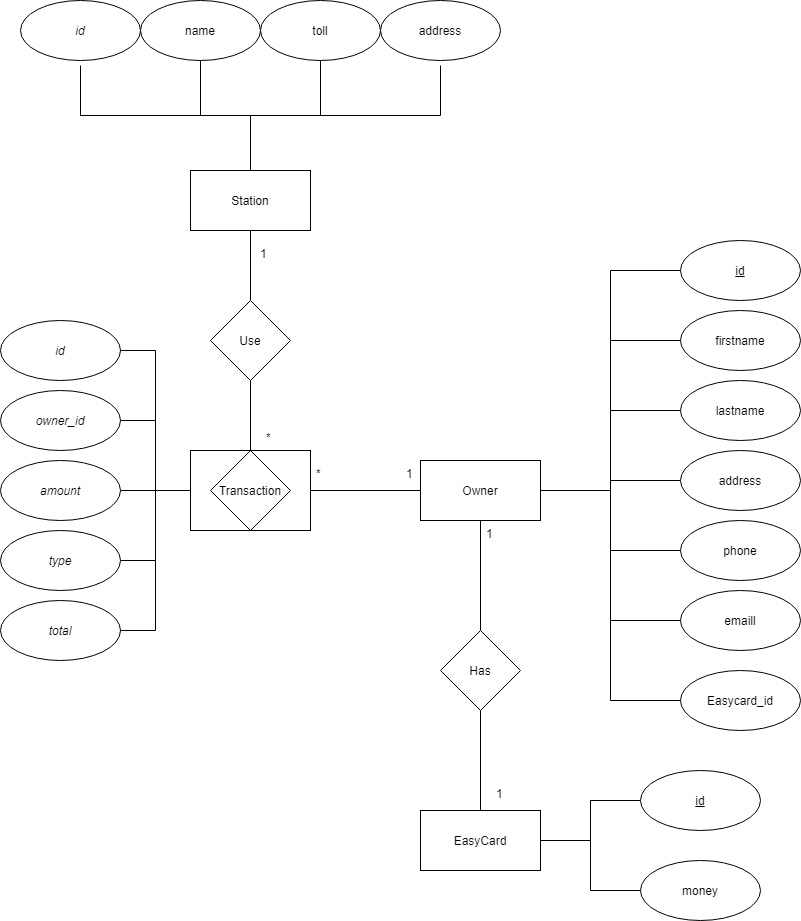 id
name
toll
address
Station
1
id
Use
firstname
id
lastname
owner_id
*
*
1
address
amount
Transaction
Owner
1
phone
type
emaill
total
Has
Easycard_id
1
id
EasyCard
money